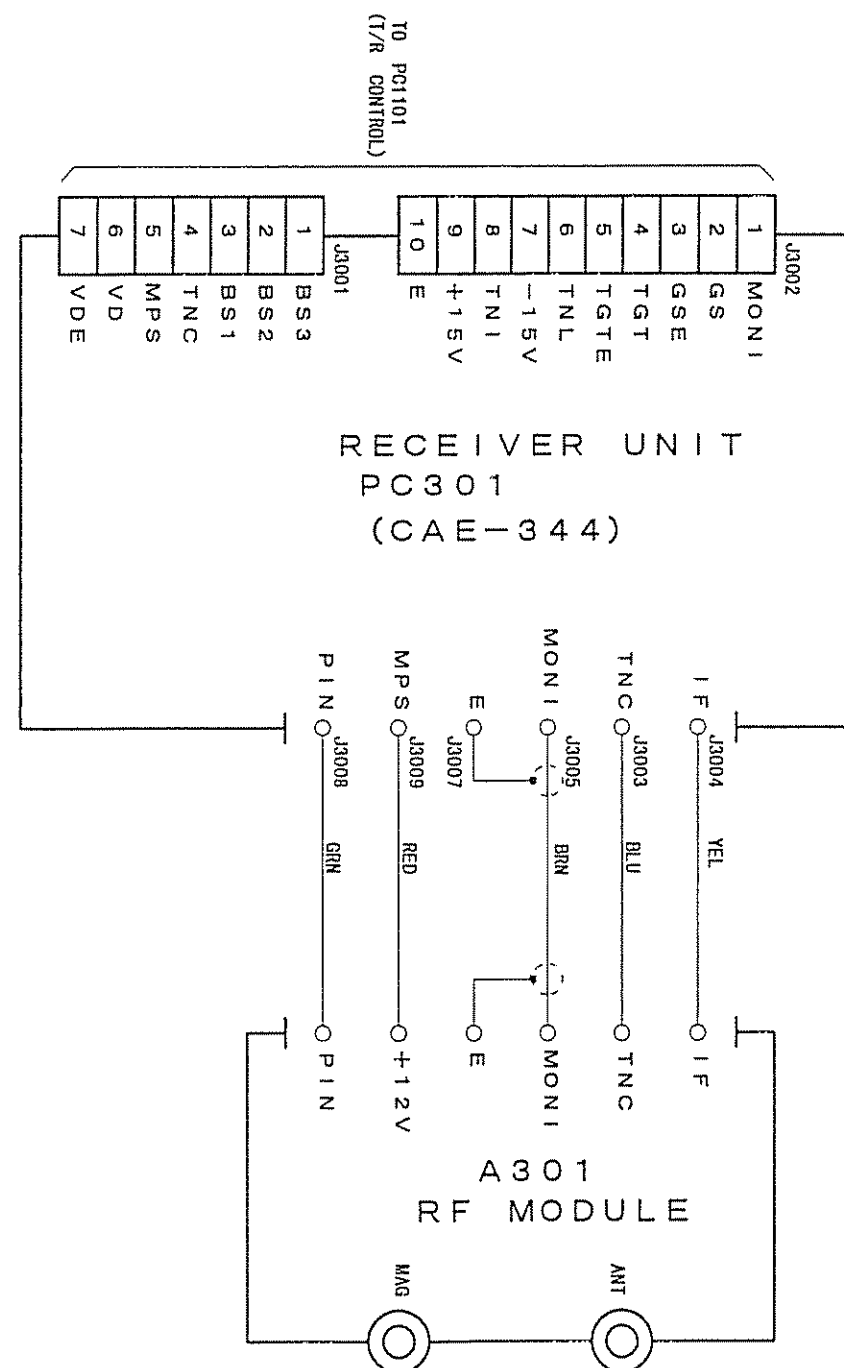 TO PC1101
(T/R CONTROL)
J3001
J3002
7
6
5
4
3
2
1
10
9
8
7
6
5
4
3
2
1
VDE
VD
MPS
TNC
BS1
BS2
BS3
E
+15V
TNI
-15V
TNL
TGTE
TGT
GSE
GS
MONI
RECEIVER UNIT
PC301
(CAE-344)
PIN
MPS
E
MONI
TNC
IF
J3008
J3009
J3007
J3005
J3003
J3004
GRN
RED
BRN
BLU
YEL
PIN
+12V
E
MONI
TNC
IF
A301
RF MODULE
MAG
ANT